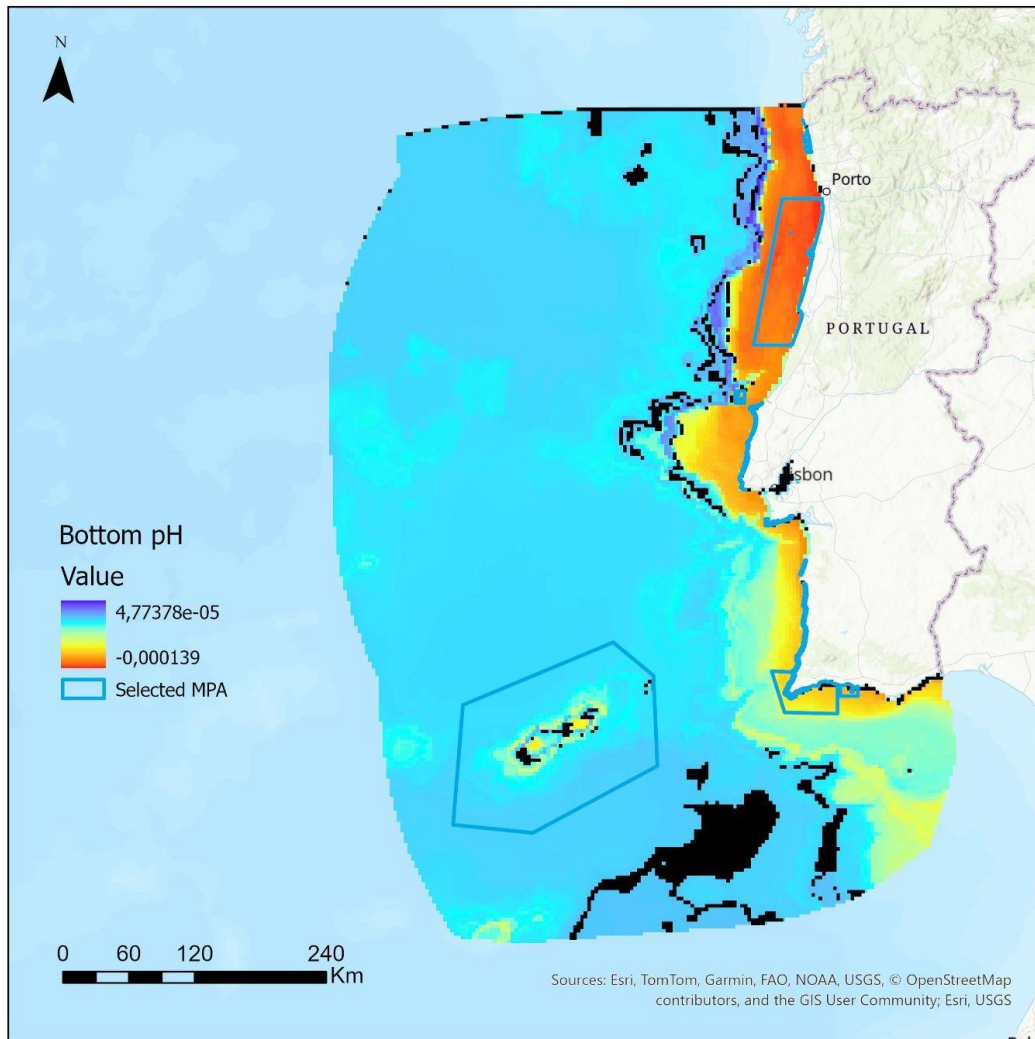 N
Porto
PORTUGAL
isbon
Bottom pH
Value
4,77378e-05
-0,000139
Selected MPA
0 60 120 240
Km
Sources: Esri, TomTom, Garmin, FAO, NOAA, USGS, © OpenStreetMap
contributors, and the GIS User Community; Esri, USGS